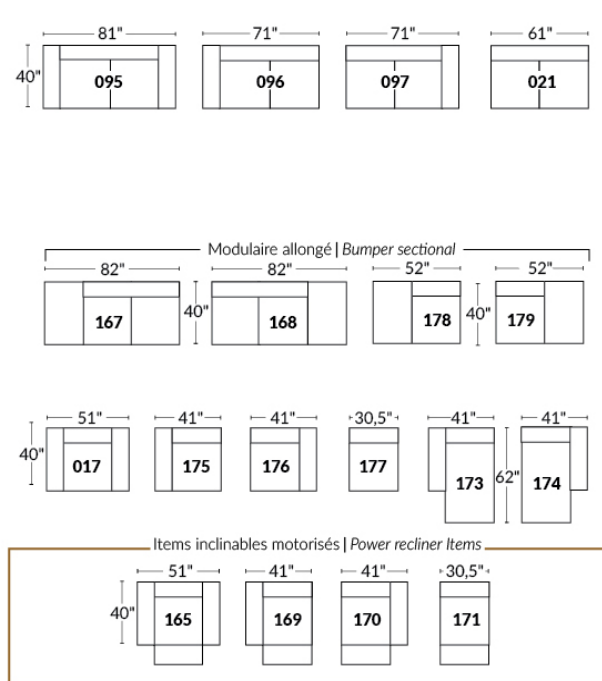 81" 71" 71" 61"
40" 095 096 097 021
Modulaire allongé | Bumper sectional
82" 82" 52" 52"
167 40" 168 178 40" 179
51" 41" 41" 30,5" 41" 41"
40" 017 175 176 177 173 62" 174
Items inclinables motorisés | Power recliner Items
51" 41" 41" 30,5"
40" 165 169 170 171